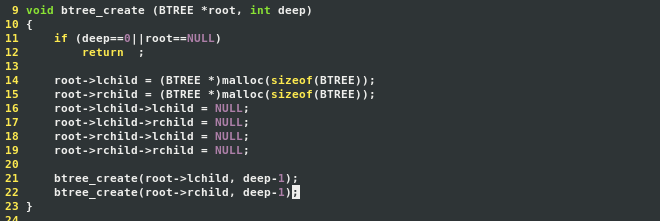 9 void btree_create (BTREE *root, int deep)
10 {
11     if (deep==0||root==NULL)
12         return  ;
13
14     root->lchild = (BTREE *)malloc(sizeof(BTREE));
15     root->rchild = (BTREE *)malloc(sizeof(BTREE));
16     root->lchild->lchild = NULL;
17     root->lchild->rchild = NULL;
18     root->rchild->lchild = NULL;
19     root->rchild->rchild = NULL;
20
21     btree_create(root->lchild, deep-1);
22     btree_create(root->rchild, deep-1);
23 }
24